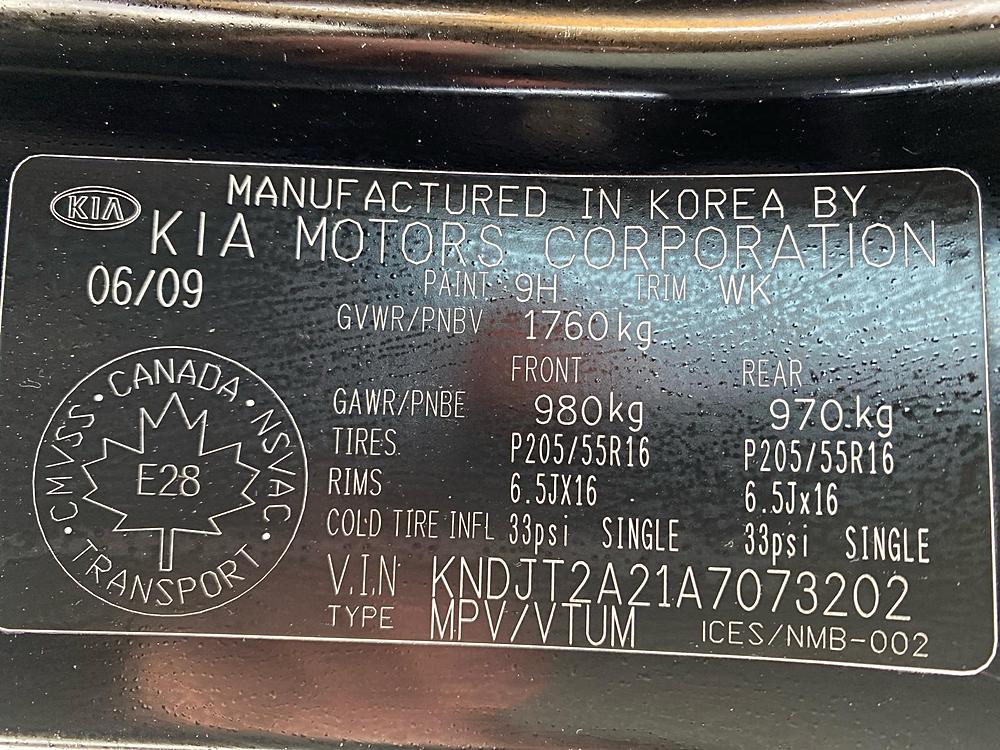 KIA MANUFACTURED IN KOREA BY
KIA MOTORS CORPORATION
06/09 PAINT 9H TRIM WK
GVWR/PNBV 1760kg
FRONT REAR
GAWR/PNBE 980kg 970kg
TIRES P205/55R16 P205/55R16
RIMS 6.5JX16 6.5Jx16
COLD TIRE INFL 33psi SINGLE 33psi SINGLE
V.I.N KNDJT2A21A7073202
TYPE MPV/VTUM ICES/NMB-002
CMVSS • CANADA • NSVAC • TRANSPORT •
E28